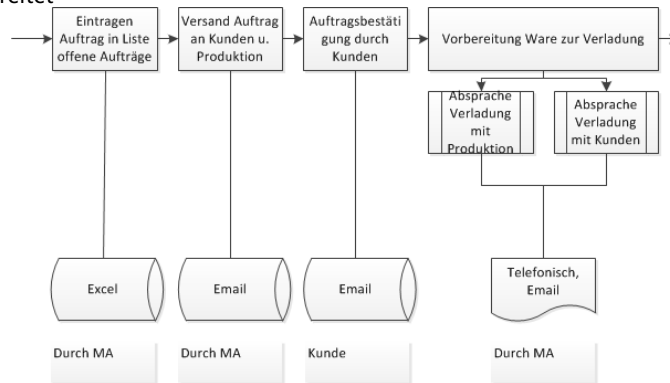 Eintragen
Auftrag in Liste
offene Aufträge
Versand Auftrag
an Kunden u.
Produktion
Auftragsbestäti
gung durch
Kunden
Vorbereitung Ware zur Verladung
Absprache
Verladung
mit
Produktion
Absprache
Verladung
mit Kunden
Excel
Email
Email
Telefonisch,
Email
Durch MA
Durch MA
Kunde
Durch MA